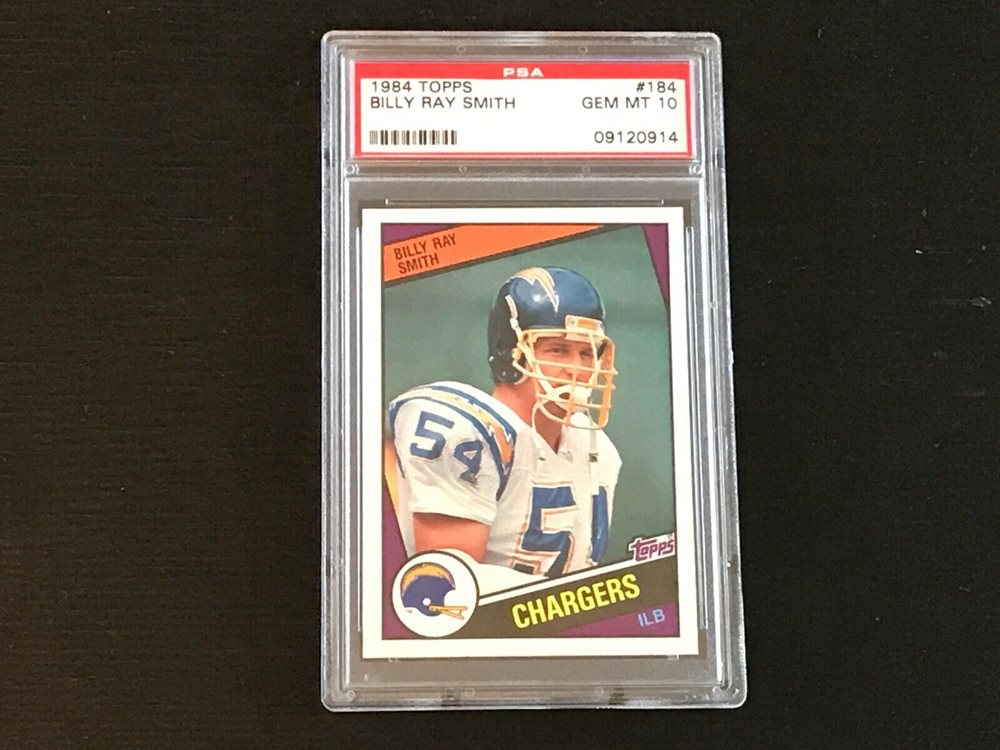 PSA
1984 TOPPS #184
BILLY RAY SMITH GEM MT 10
09120914
BILLY RAY
SMITH
54
54
Topps
CHARGERS
ILB